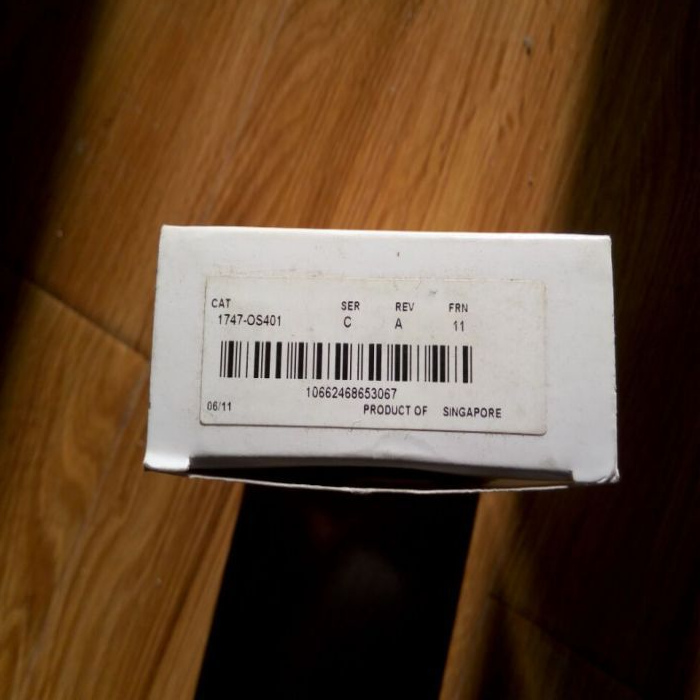 CAT SER REV FRN
1747-OS401 C A 11
10662468653067
06/11 PRODUCT OF SINGAPORE